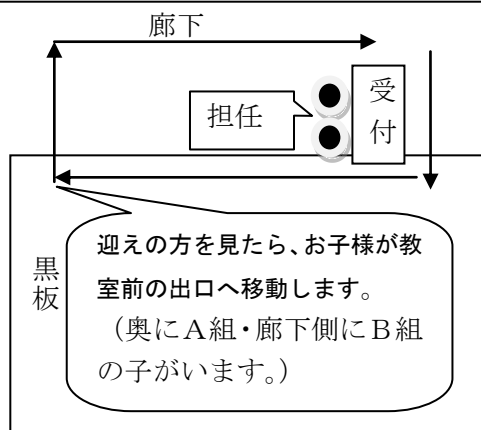 廊下
担任
受付
黒板
迎えの方を見たら、お子様が教
室前の出口へ移動します。
(奥にA組・廊下側にB組
の子がいます。)